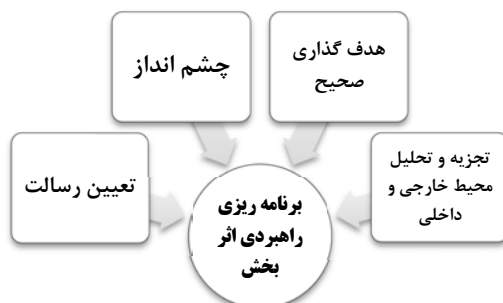 هدف گذاری
صحیح
چشم انداز
تجزیه و تحلیل
محیط خارجی و
داخلی
تعیین رسالت
برنامه ریزی
راهبردی اثر
بخش